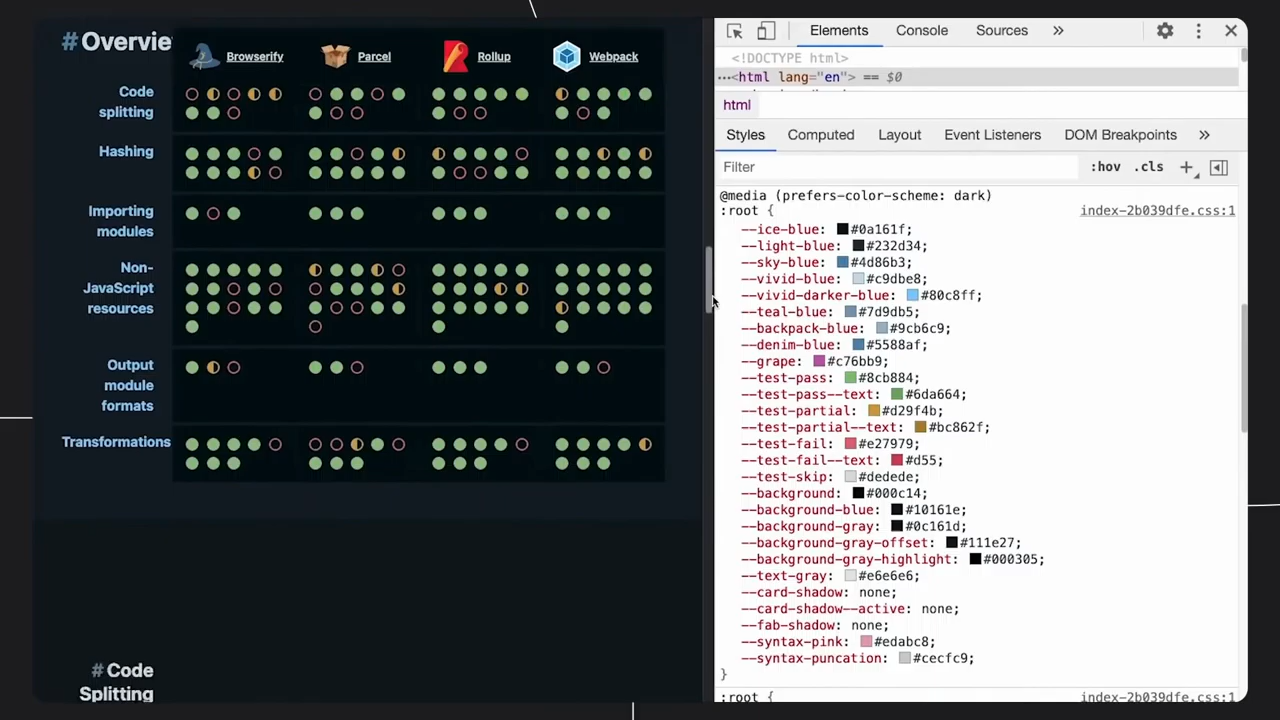 #Overvie
Browserify
Parcel
Rollup
Webpack
Code
splitting
Hashing
Importing
modules
Non-
JavaScript
resources
Output
module
formats
Transformations
#Code
Splitting
Elements Console Sources »
<!DOCTYPE html>
…<html lang="en"> == $0
html
Styles Computed Layout Event Listeners DOM Breakpoints »
Filter :hov .cls +
@media (prefers-color-scheme: dark)
:root { index-2b039dfe.css:1
--ice-blue: #0a161f;
--light-blue: #232d34;
--sky-blue: #4d86b3;
--vivid-blue: #c9dbe8;
--vivid-darker-blue: #80c8ff;
--teal-blue: #7d9db5;
--backpack-blue: #9cb6c9;
--denim-blue: #5588af;
--grape: #c76bb9;
--test-pass: #8cb884;
--test-pass--text: #6da664;
--test-partial: #d29f4b;
--test-partial--text: #bc862f;
--test-fail: #e27979;
--test-fail--text: #d55;
--test-skip: #dedede;
--background: #000c14;
--background-blue: #10161e;
--background-gray: #0c161d;
--background-gray-offset: #111e27;
--background-gray-highlight: #000305;
--text-gray: #e6e6e6;
--card-shadow: none;
--card-shadow--active: none;
--fab-shadow: none;
--syntax-pink: #edabc8;
--syntax-puncation: #cecfc9;
}
:root { index-2b039dfe.css:1